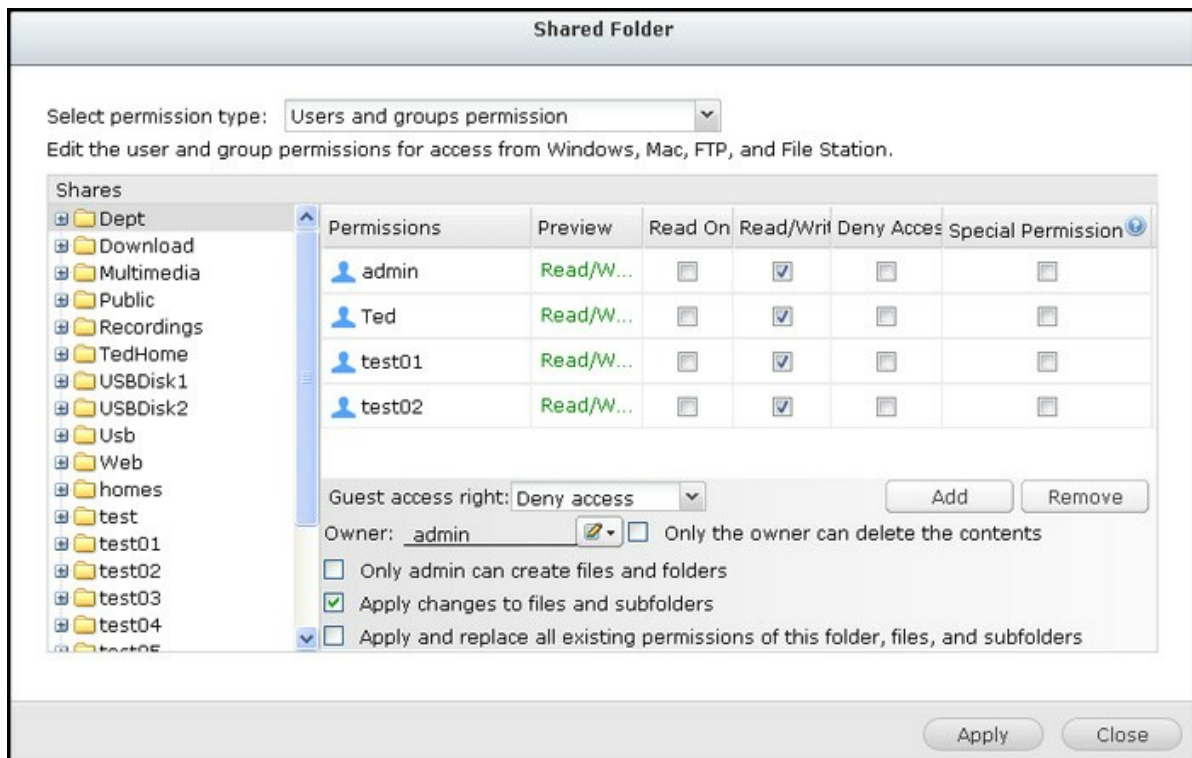 Shared Folder
Select permission type: Users and groups permission
Edit the user and group permissions for access from Windows, Mac, FTP, and File Station.
Shares
Dept
Download
Multimedia
Public
Recordings
TedHome
USBDisk1
USBDisk2
Usb
Web
homes
test
test01
test02
test03
test04
test05
Permissions Preview Read On Read/Writ Deny Acces Special Permission
admin Read/W...
Ted Read/W...
test01 Read/W...
test02 Read/W...
Guest access right: Deny access Add Remove
Owner: admin Only the owner can delete the contents
Only admin can create files and folders
Apply changes to files and subfolders
Apply and replace all existing permissions of this folder, files, and subfolders
Apply Close